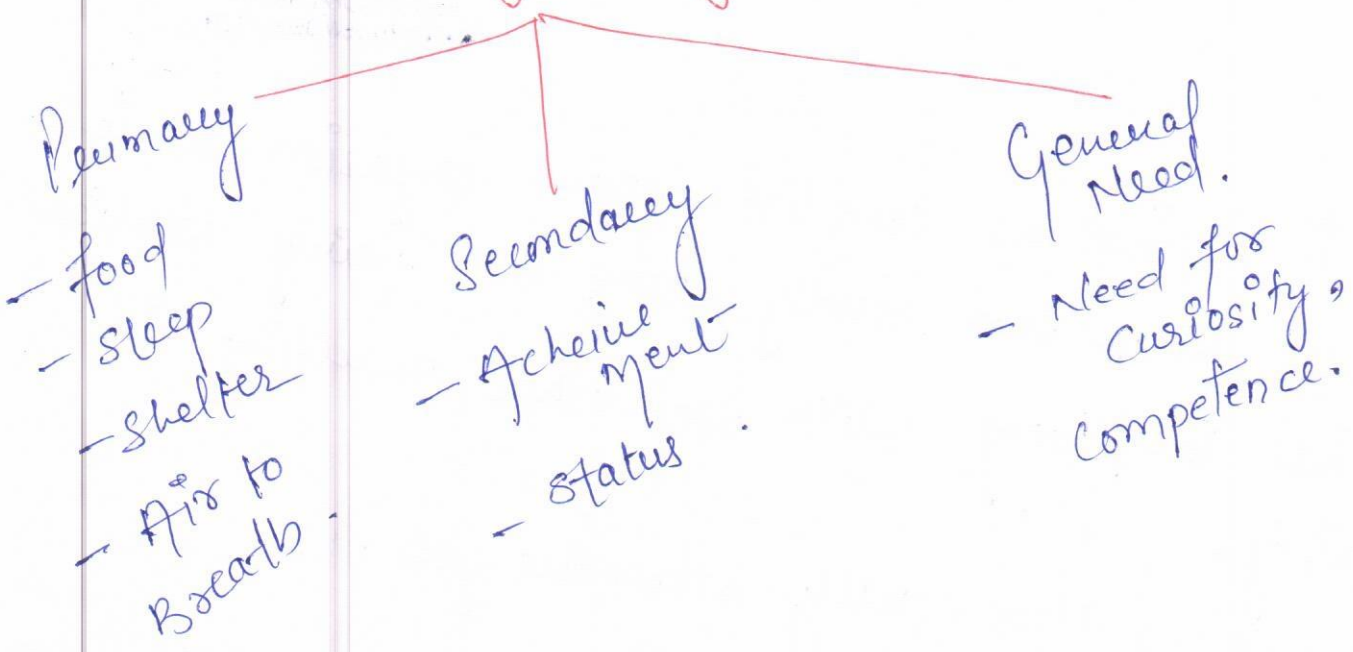 Primary
- food
- sleep
- shelter
- Air to
Breath.
Secondary
- Acheive
ment
- status.
General
Need.
- Need for
Curiosity,
Competence.